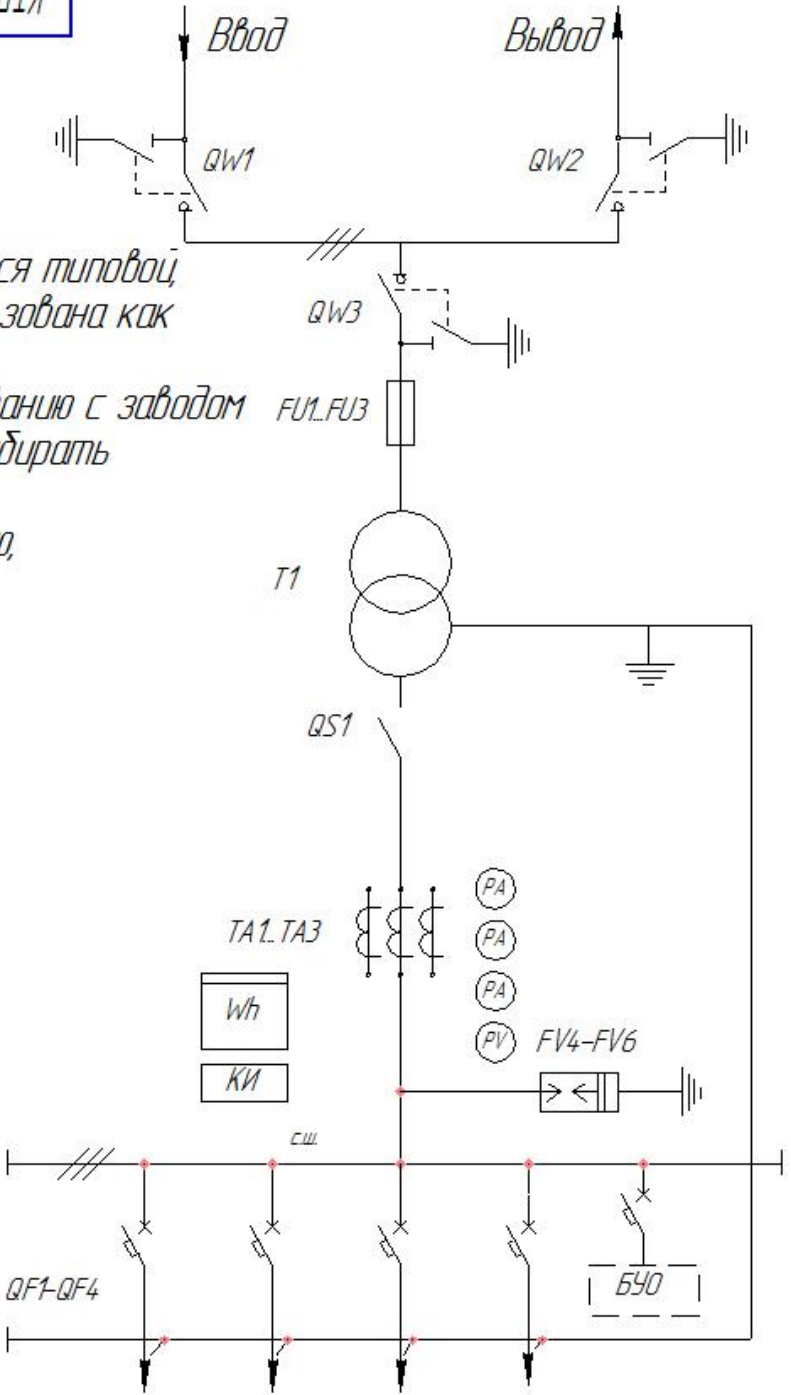 Ввод
Вывод
QW1
QW2
ся типовой,
зована как
QW3
анию с заводом
FU1...FU3
бирать
о,
T1
QS1
PA
TA1...TA3
PA
PA
Wh
PV
FV4-FV6
КИ
с.ш.
QF1-QF4
БУО